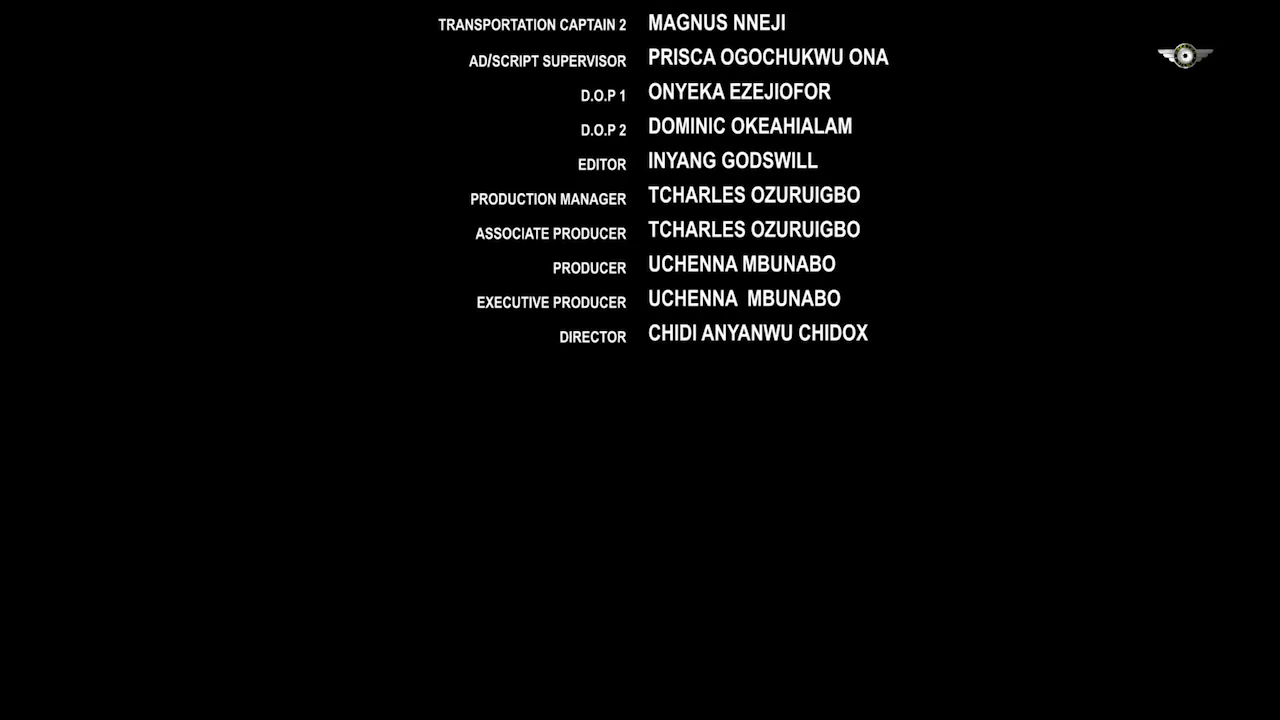 TRANSPORTATION CAPTAIN 2 MAGNUS NNEJI
AD/SCRIPT SUPERVISOR PRISCA OGOCHUKWU ONA
D.O.P 1 ONYEKA EZEJIOFOR
D.O.P 2 DOMINIC OKEAHIALAM
EDITOR INYANG GODSWILL
PRODUCTION MANAGER TCHARLES OZURUIGBO
ASSOCIATE PRODUCER TCHARLES OZURUIGBO
PRODUCER UCHENNA MBUNABO
EXECUTIVE PRODUCER UCHENNA  MBUNABO
DIRECTOR CHIDI ANYANWU CHIDOX